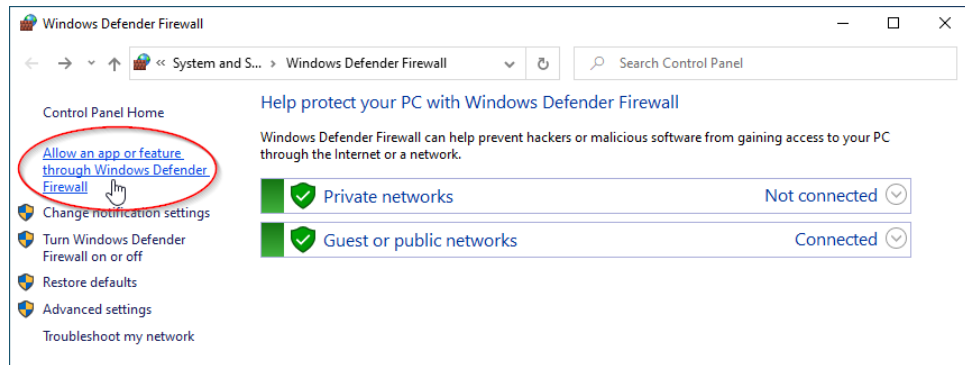 Windows Defender Firewall
« System and S... › Windows Defender Firewall
Search Control Panel
Control Panel Home
Allow an app or feature
through Windows Defender
Firewall
Change notification settings
Turn Windows Defender
Firewall on or off
Restore defaults
Advanced settings
Troubleshoot my network
Help protect your PC with Windows Defender Firewall
Windows Defender Firewall can help prevent hackers or malicious software from gaining access to your PC
through the Internet or a network.
Private networks Not connected
Guest or public networks Connected